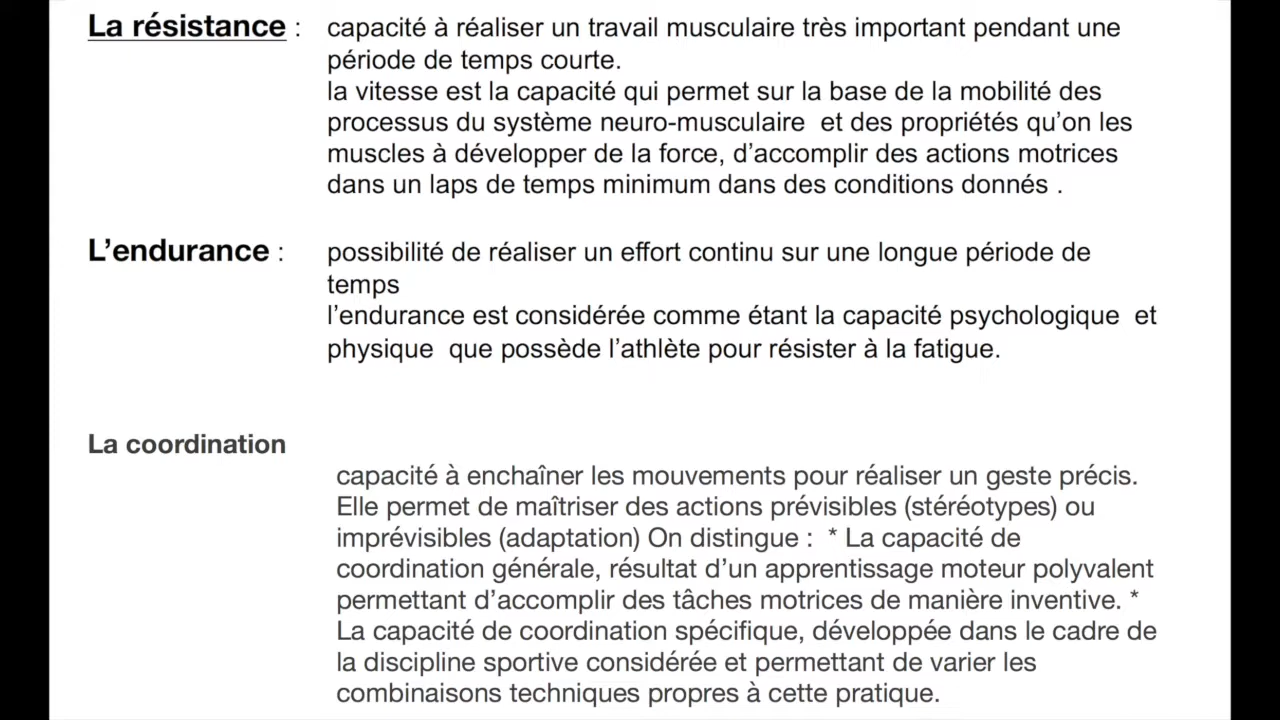 La résistance : capacité à réaliser un travail musculaire très important pendant une
période de temps courte.
la vitesse est la capacité qui permet sur la base de la mobilité des
processus du système neuro-musculaire et des propriétés qu’on les
muscles à développer de la force, d’accomplir des actions motrices
dans un laps de temps minimum dans des conditions donnés .
L’endurance : possibilité de réaliser un effort continu sur une longue période de
temps
l’endurance est considérée comme étant la capacité psychologique et
physique que possède l’athlète pour résister à la fatigue.
La coordination
capacité à enchaîner les mouvements pour réaliser un geste précis.
Elle permet de maîtriser des actions prévisibles (stéréotypes) ou
imprévisibles (adaptation) On distingue : * La capacité de
coordination générale, résultat d’un apprentissage moteur polyvalent
permettant d’accomplir des tâches motrices de manière inventive. *
La capacité de coordination spécifique, développée dans le cadre de
la discipline sportive considérée et permettant de varier les
combinaisons techniques propres à cette pratique.